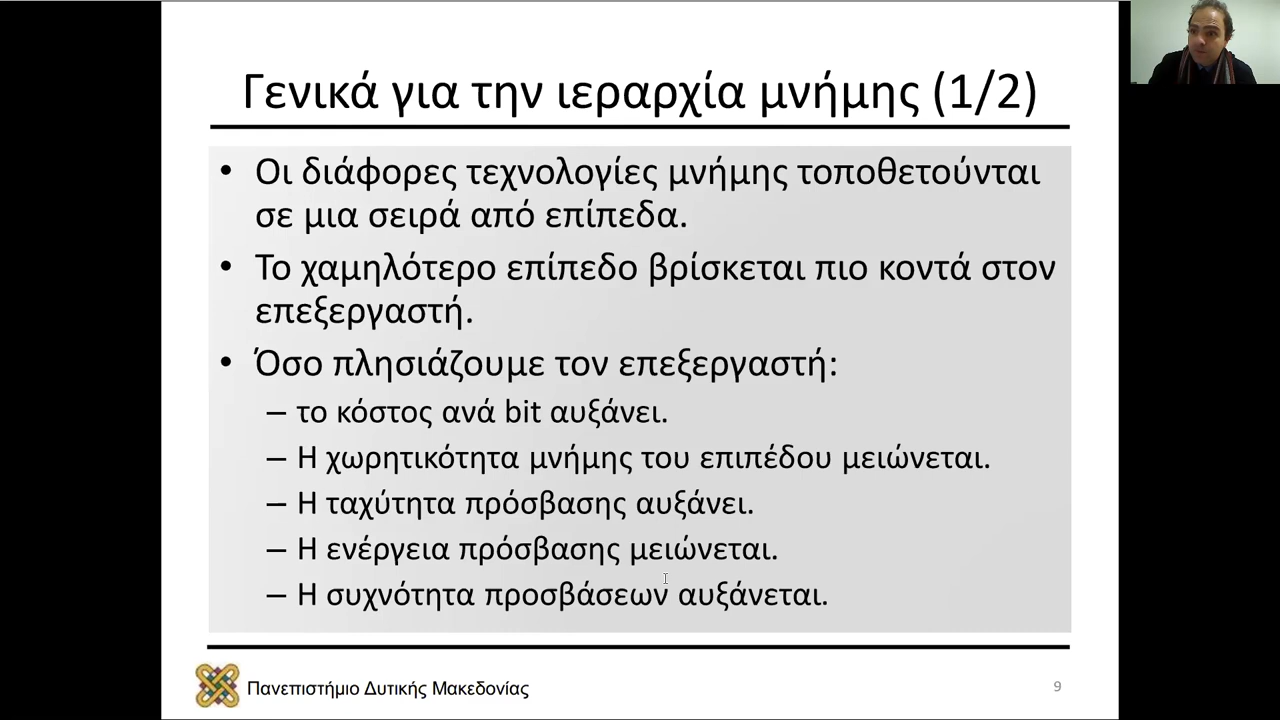 Γενικά για την ιεραρχία μνήμης (1/2)
• Οι διάφορες τεχνολογίες μνήμης τοποθετούνται
σε μια σειρά από επίπεδα.
• Το χαμηλότερο επίπεδο βρίσκεται πιο κοντά στον
επεξεργαστή.
• Όσο πλησιάζουμε τον επεξεργαστή:
– το κόστος ανά bit αυξάνει.
– Η χωρητικότητα μνήμης του επιπέδου μειώνεται.
– Η ταχύτητα πρόσβασης αυξάνει.
– Η ενέργεια πρόσβασης μειώνεται.
– Η συχνότητα προσβάσεων αυξάνεται.
Πανεπιστήμιο Δυτικής Μακεδονίας
9